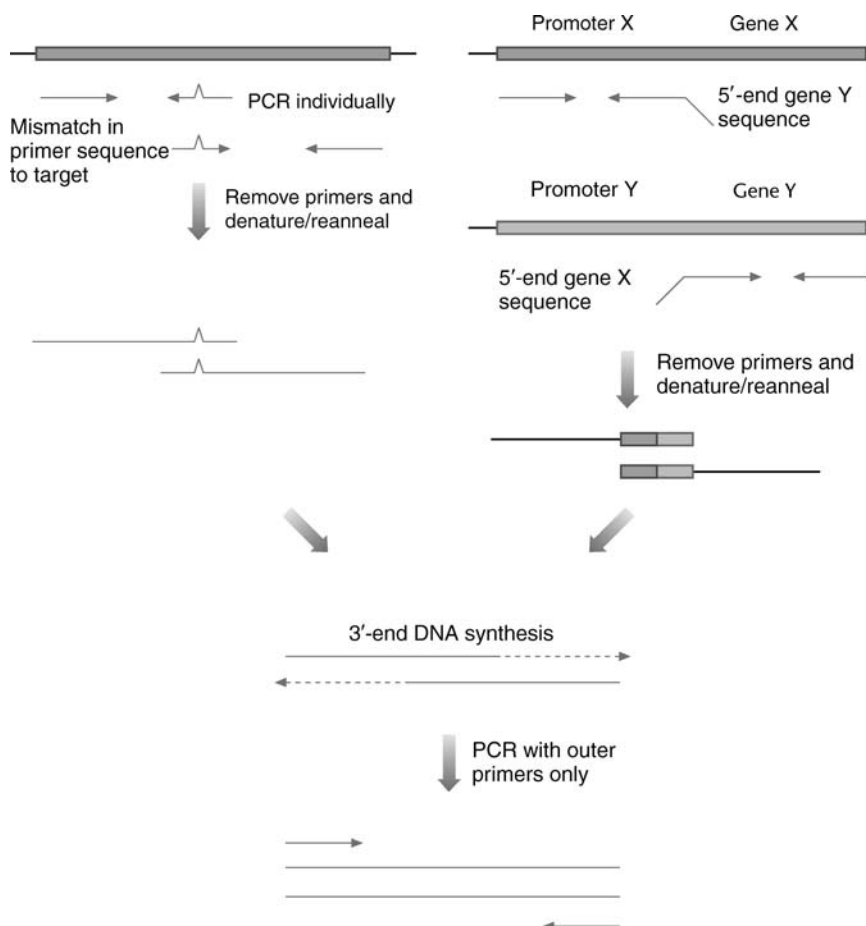 PCR individually
Mismatch in
primer sequence
to target
Remove primers and
denature/reanneal
Promoter X
Gene X
5′-end gene Y
sequence
Promoter Y
Gene Y
5′-end gene X
sequence
Remove primers and
denature/reanneal
3′-end DNA synthesis
PCR with outer
primers only